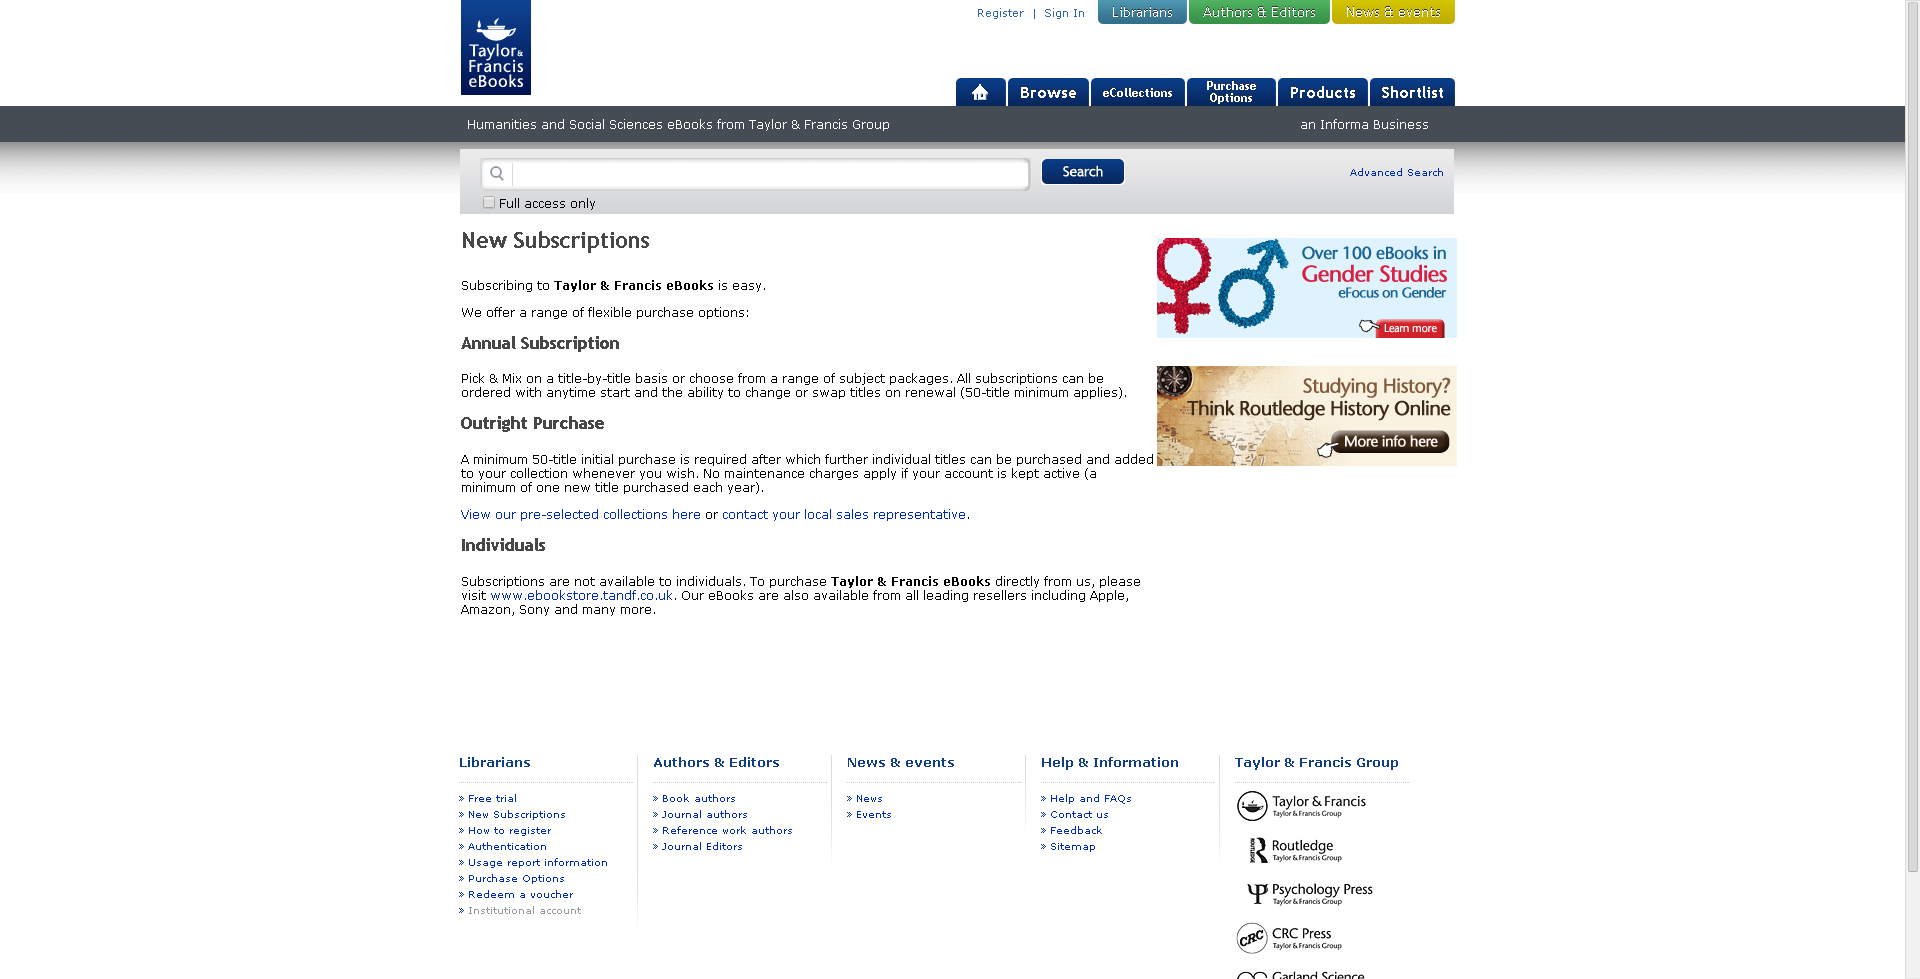 Taylor &
Francis
eBooks
Register | Sign In
Librarians
Authors & Editors
News & events
Browse
eCollections
Purchase
Options
Products
Shortlist
Humanities and Social Sciences eBooks from Taylor & Francis Group
an Informa Business
Search
Advanced Search
Full access only
New Subscriptions
Subscribing to Taylor & Francis eBooks is easy.
We offer a range of flexible purchase options:
Annual Subscription
Pick & Mix on a title-by-title basis or choose from a range of subject packages. All subscriptions can be
ordered with anytime start and the ability to change or swap titles on renewal (50-title minimum applies).
Outright Purchase
A minimum 50-title initial purchase is required after which further individual titles can be purchased and added
to your collection whenever you wish. No maintenance charges apply if your account is kept active (a
minimum of one new title purchased each year).
View our pre-selected collections here or contact your local sales representative.
Individuals
Subscriptions are not available to individuals. To purchase Taylor & Francis eBooks directly from us, please
visit www.ebookstore.tandf.co.uk. Our eBooks are also available from all leading resellers including Apple,
Amazon, Sony and many more.
Over 100 eBooks in
Gender Studies
eFocus on Gender
Learn more
Studying History?
Think Routledge History Online
More info here
Librarians
» Free trial
» New Subscriptions
» How to register
» Authentication
» Usage report information
» Purchase Options
» Redeem a voucher
» Institutional account
Authors & Editors
» Book authors
» Journal authors
» Reference work authors
» Journal Editors
News & events
» News
» Events
Help & Information
» Help and FAQs
» Contact us
» Feedback
» Sitemap
Taylor & Francis Group
Taylor & Francis
Taylor & Francis Group
ROUTLEDGE
Routledge
Taylor & Francis Group
Psychology Press
Taylor & Francis Group
CRC
CRC Press
Taylor & Francis Group
Garland Science